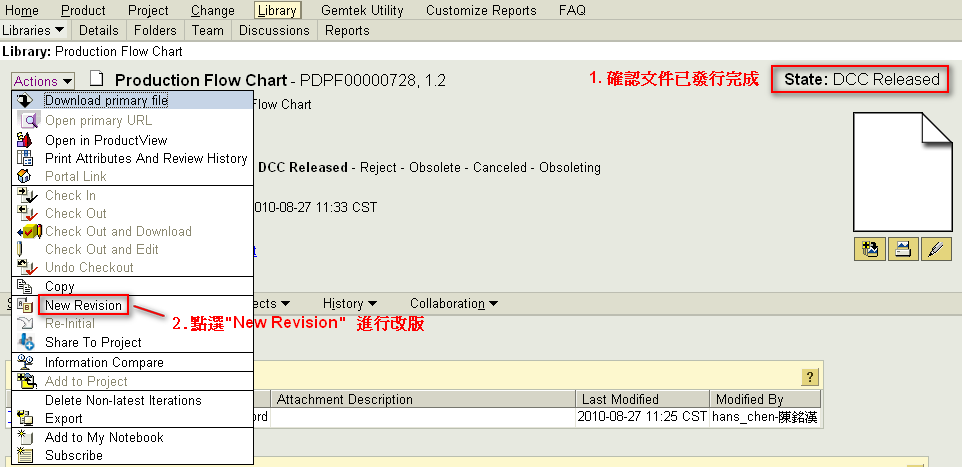 Home Product Project Change Library Gemtek Utility Customize Reports FAQ
Libraries Details Folders Team Discussions Reports
Library: Production Flow Chart
Actions Production Flow Chart - PDPF00000728, 1.2
1. 確認文件已發行完成
State: DCC Released
Download primary file
Flow Chart
Open primary URL
Open in ProductView
Print Attributes And Review History
DCC Released - Reject - Obsolete - Canceled - Obsoleting
Portal Link
Check In
2010-08-27 11:33 CST
Check Out
Check Out and Download
Check Out and Edit
Undo Checkout
Copy
New Revision
History Collaboration
2.點選"New Revision" 進行改版
Re-Initial
Share To Project
Information Compare
?
Add to Project
Delete Non-latest Iterations
Attachment Description Last Modified Modified By
Export
2010-08-27 11:25 CST hans_chen-陳銘漢
Add to My Notebook
Subscribe